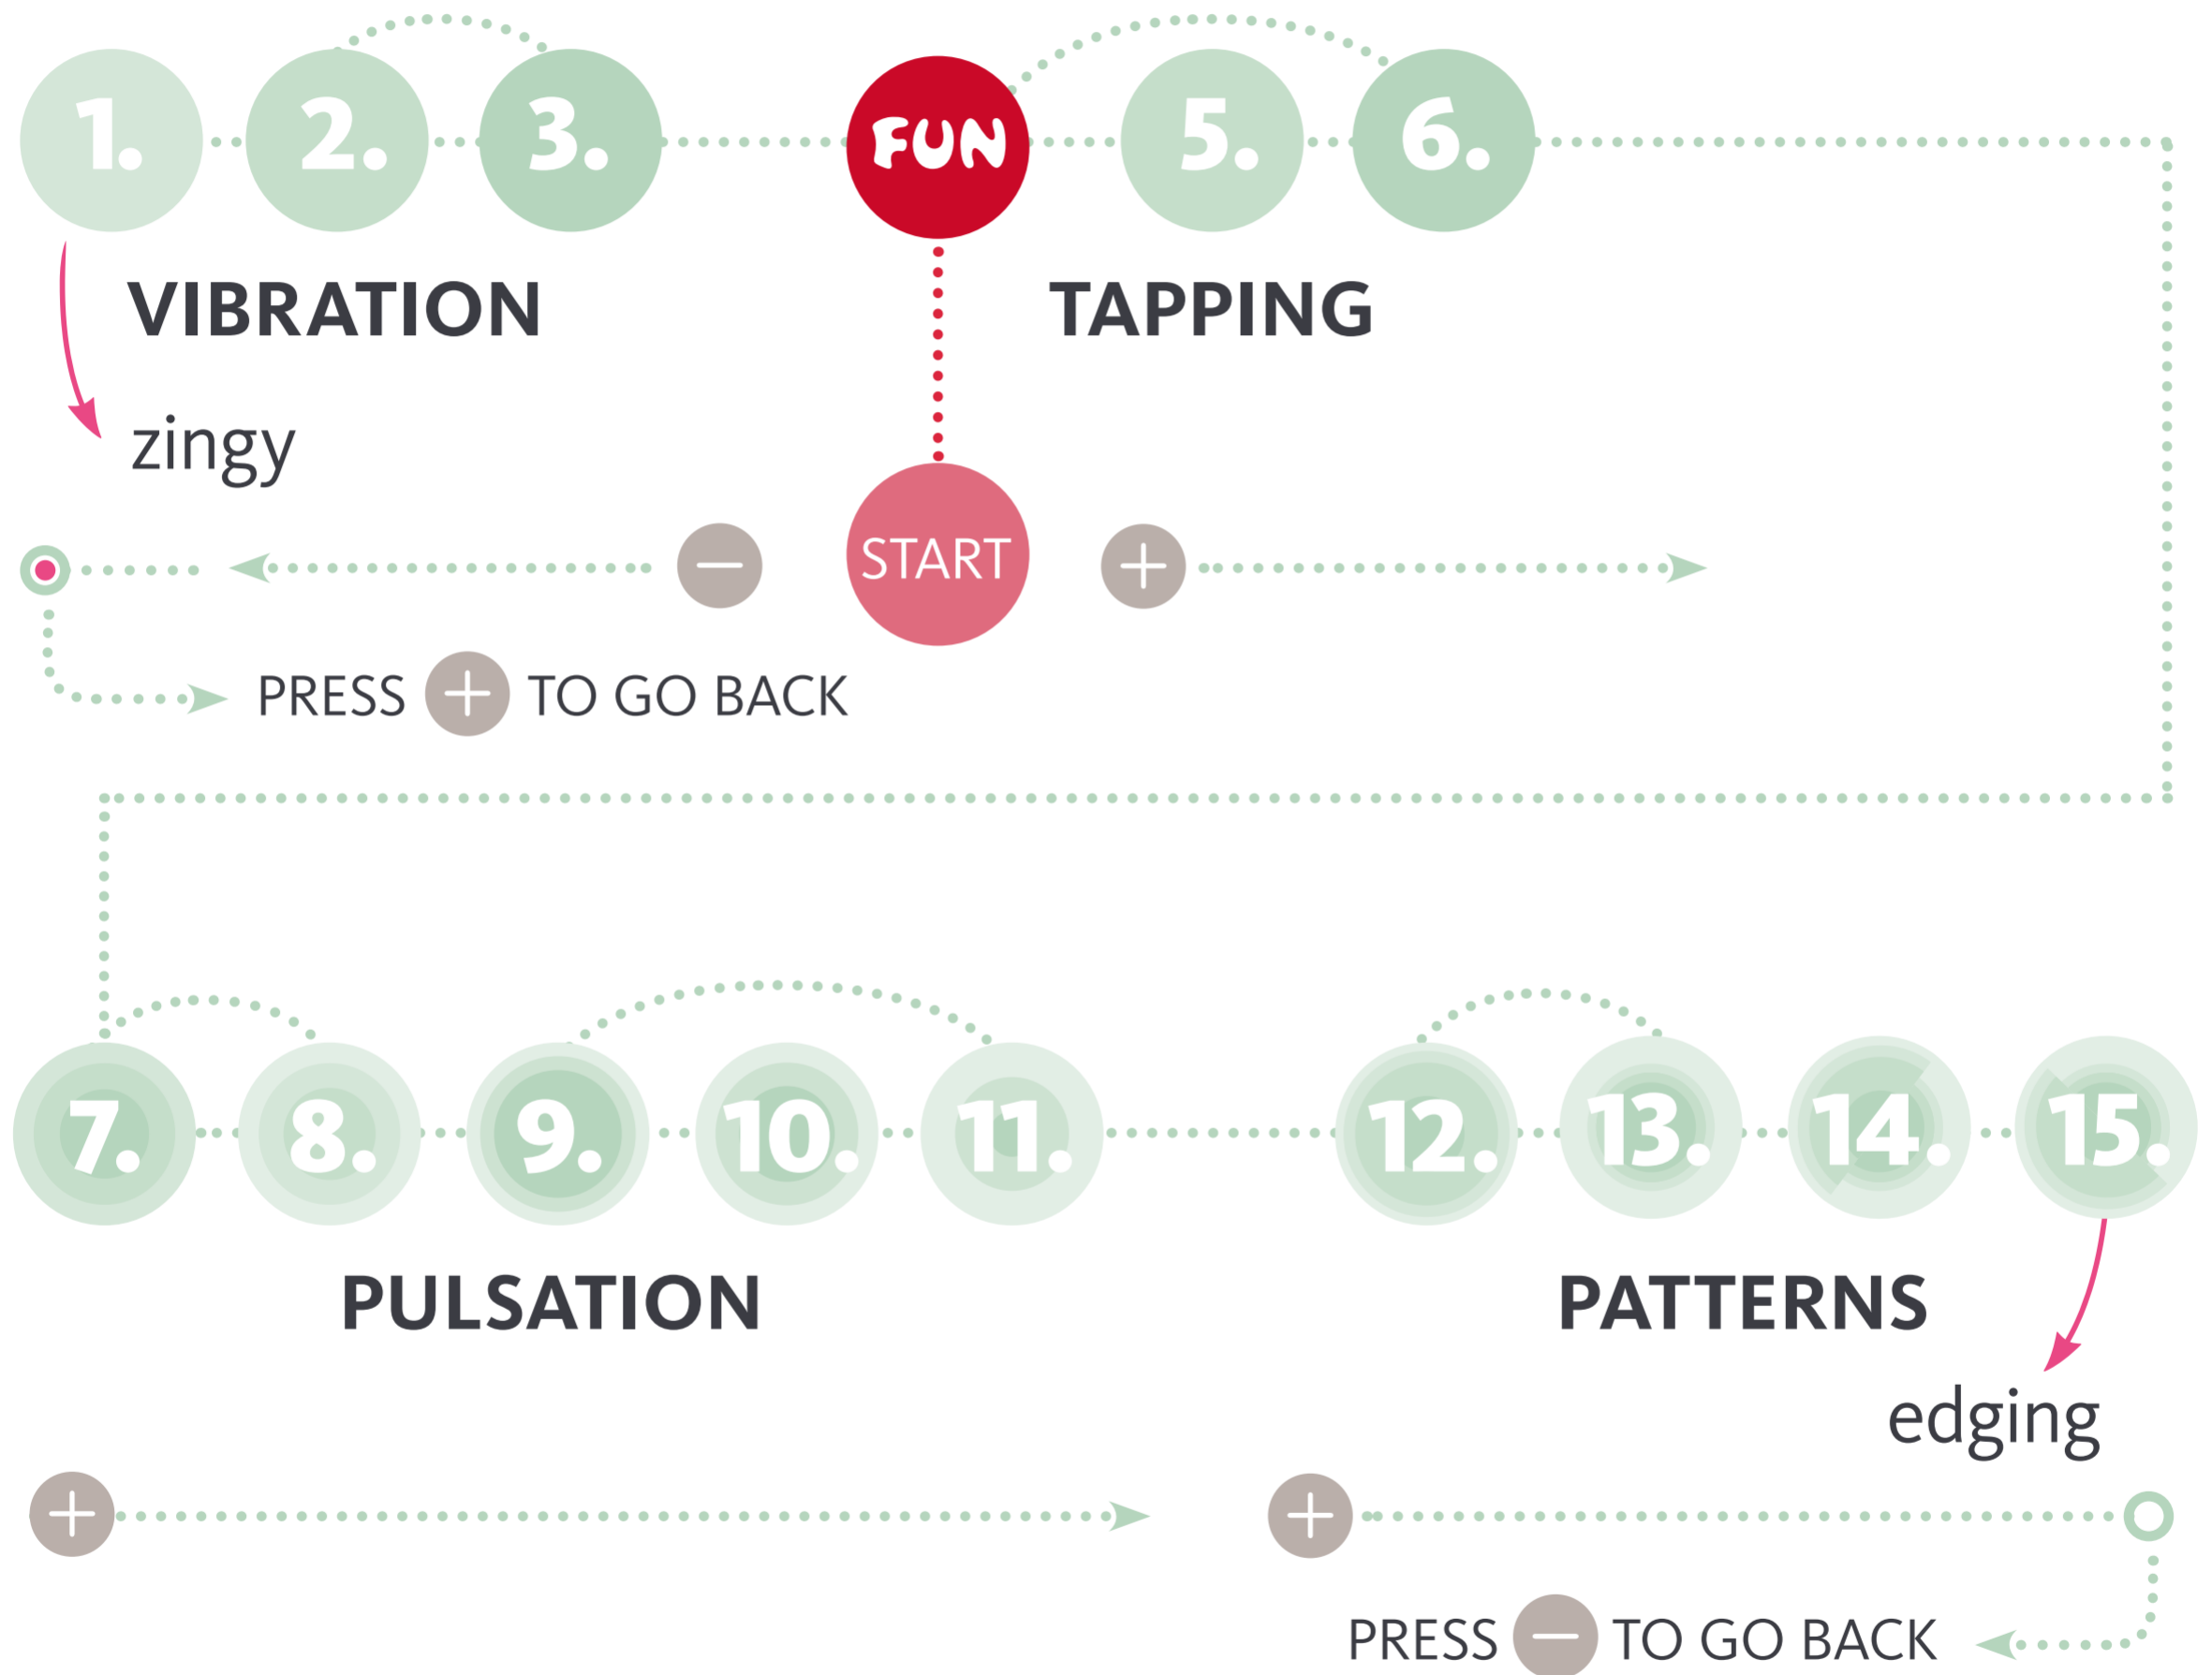 1. 2. 3. FUN 5. 6.
VIBRATION TAPPING
zingy
− START +
PRESS + TO GO BACK
7. 8. 9. 10. 11. 12. 13. 14. 15.
PULSATION PATTERNS
edging
+ +
PRESS − TO GO BACK